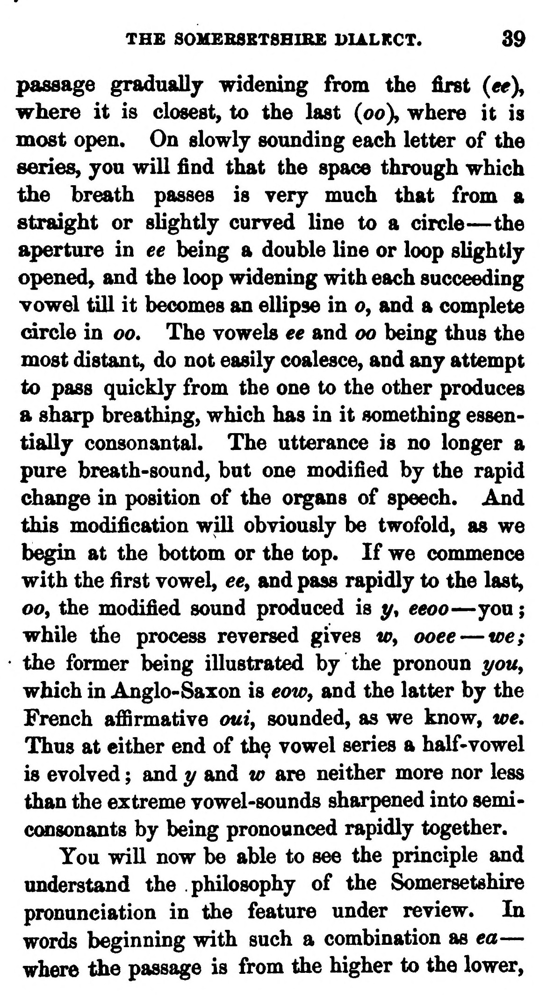 THE SOMERSETSHIRE DIALECT. 39
passage gradually widening from the first (ee),
where it is closest, to the last (oo), where it is
most open. On slowly sounding each letter of the
series, you will find that the space through which
the breath passes is very much that from a
straight or slightly curved line to a circle—the
aperture in ee being a double line or loop slightly
opened, and the loop widening with each succeeding
vowel till it becomes an ellipse in o, and a complete
circle in oo. The vowels ee and oo being thus the
most distant, do not easily coalesce, and any attempt
to pass quickly from the one to the other produces
a sharp breathing, which has in it something essen-
tially consonantal. The utterance is no longer a
pure breath-sound, but one modified by the rapid
change in position of the organs of speech. And
this modification will obviously be twofold, as we
begin at the bottom or the top. If we commence
with the first vowel, ee, and pass rapidly to the last,
oo, the modified sound produced is y, eeoo—you;
while the process reversed gives w, ooee—we;
the former being illustrated by the pronoun you,
which in Anglo-Saxon is eow, and the latter by the
French affirmative oui, sounded, as we know, we.
Thus at either end of the vowel series a half-vowel
is evolved; and y and w are neither more nor less
than the extreme vowel-sounds sharpened into semi-
consonants by being pronounced rapidly together.
You will now be able to see the principle and
understand the philosophy of the Somersetshire
pronunciation in the feature under review. In
words beginning with such a combination as ea—
where the passage is from the higher to the lower,